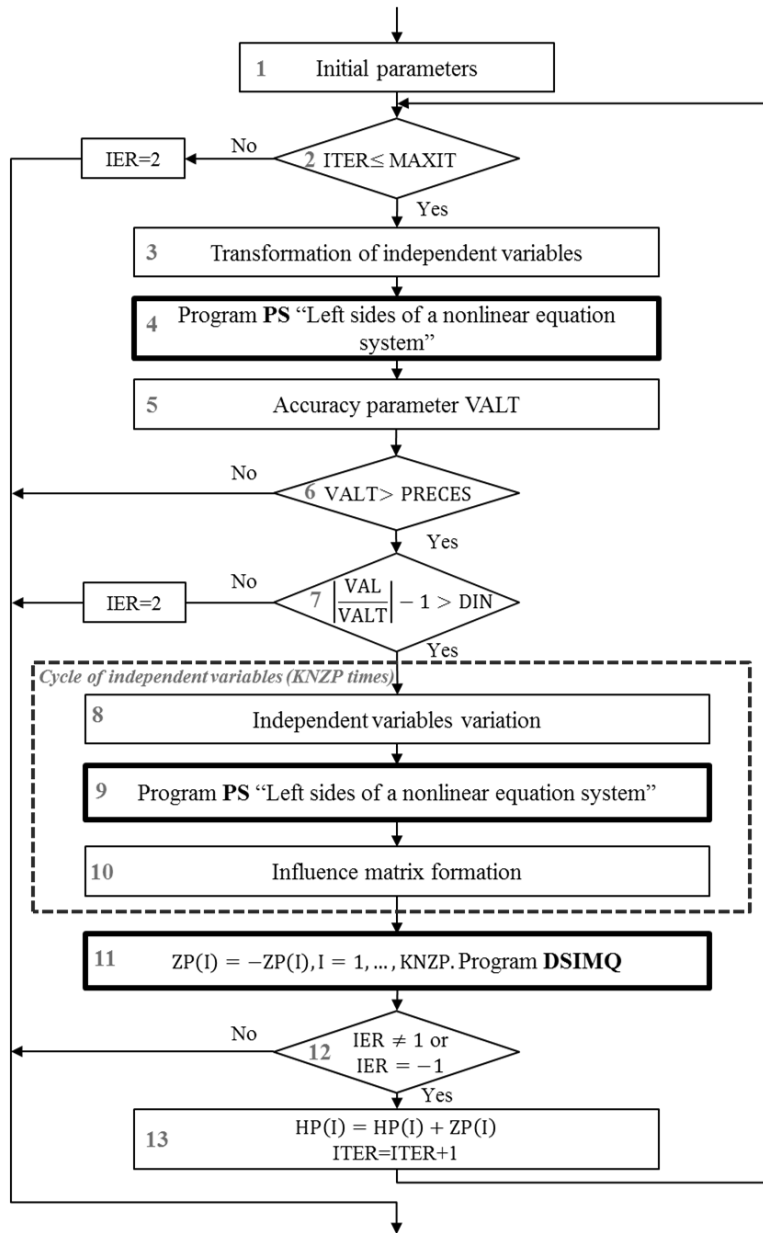 1 Initial parameters
No
IER=2
2 ITER≤ MAXIT
Yes
3 Transformation of independent variables
4 Program PS “Left sides of a nonlinear equation
system”
5 Accuracy parameter VALT
No
6 VALT> PRECES
Yes
No
IER=2
7 |VAL/VALT| − 1 > DIN
Yes
Cycle of independent variables (KNZP times)
8 Independent variables variation
9 Program PS “Left sides of a nonlinear equation system”
10 Influence matrix formation
11 ZP(I) = −ZP(I), I = 1, ..., KNZP. Program DSIMQ
No
12 IER ≠ 1 or
IER = −1
Yes
13 HP(I) = HP(I) + ZP(I)
ITER=ITER+1